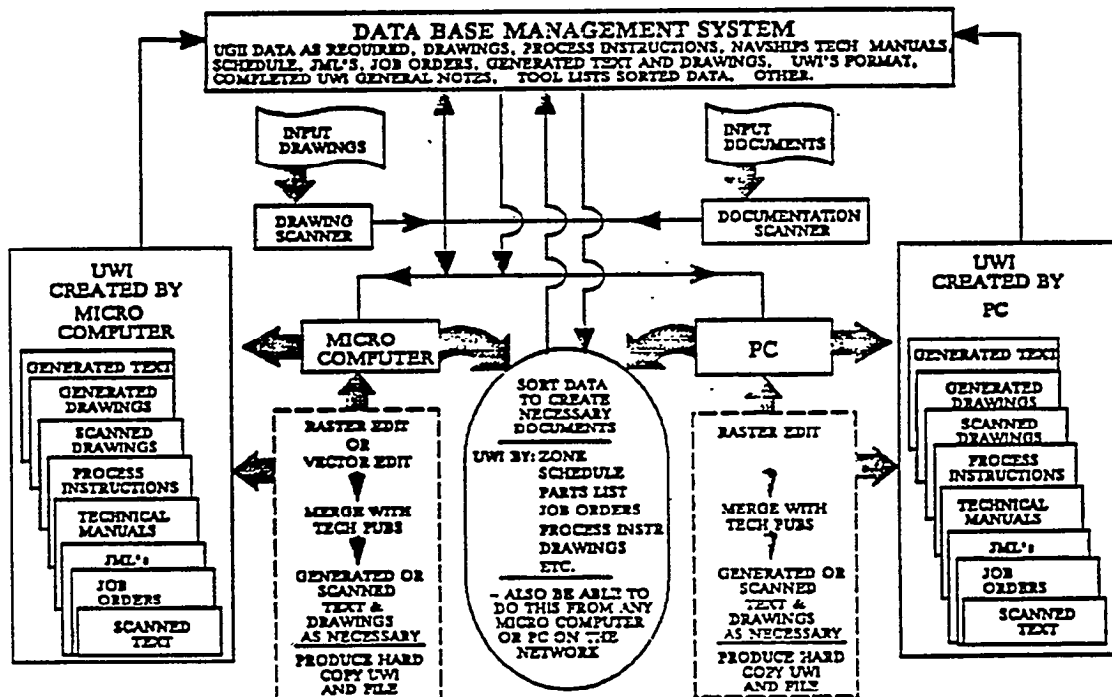 DATA BASE MANAGEMENT SYSTEM
UGII DATA AS REQUIRED, DRAWINGS, PROCESS INSTRUCTIONS, NAVSHIPS TECH MANUALS,
SCHEDULE, JML'S, JOB ORDERS, GENERATED TEXT AND DRAWINGS, UWI'S FORMAT,
COMPLETED UWI GENERAL NOTES, TOOL LISTS SORTED DATA, OTHER.
INPUT
DRAWINGS
INPUT
DOCUMENTS
DRAWING
SCANNER
DOCUMENTATION
SCANNER
UWI
CREATED BY
MICRO
COMPUTER
GENERATED TEXT
GENERATED
DRAWINGS
SCANNED
DRAWINGS
PROCESS
INSTRUCTIONS
TECHNICAL
MANUALS
JML's
JOB
ORDERS
SCANNED
TEXT
MICRO
COMPUTER
RASTER EDIT
OR
VECTOR EDIT
MERGE WITH
TECH PUBS
GENERATED OR
SCANNED
TEXT &
DRAWINGS
AS NECESSARY
PRODUCE HARD
COPY UWI
AND FILE
SORT DATA
TO CREATE
NECESSARY
DOCUMENTS
UWI BY: ZONE
SCHEDULE
PARTS LIST
JOB ORDERS
PROCESS INSTR
DRAWINGS
ETC.
- ALSO BE ABLE TO
DO THIS FROM ANY
MICRO COMPUTER
OR PC ON THE
NETWORK
PC
RASTER EDIT
MERGE WITH
TECH PUBS
GENERATED OR
SCANNED
TEXT &
DRAWINGS
AS NECESSARY
PRODUCE HARD
COPY UWI
AND FILE
UWI
CREATED BY
PC
GENERATED TEXT
GENERATED
DRAWINGS
SCANNED
DRAWINGS
PROCESS
INSTRUCTIONS
TECHNICAL
MANUALS
JML's
JOB
ORDERS
SCANNED
TEXT